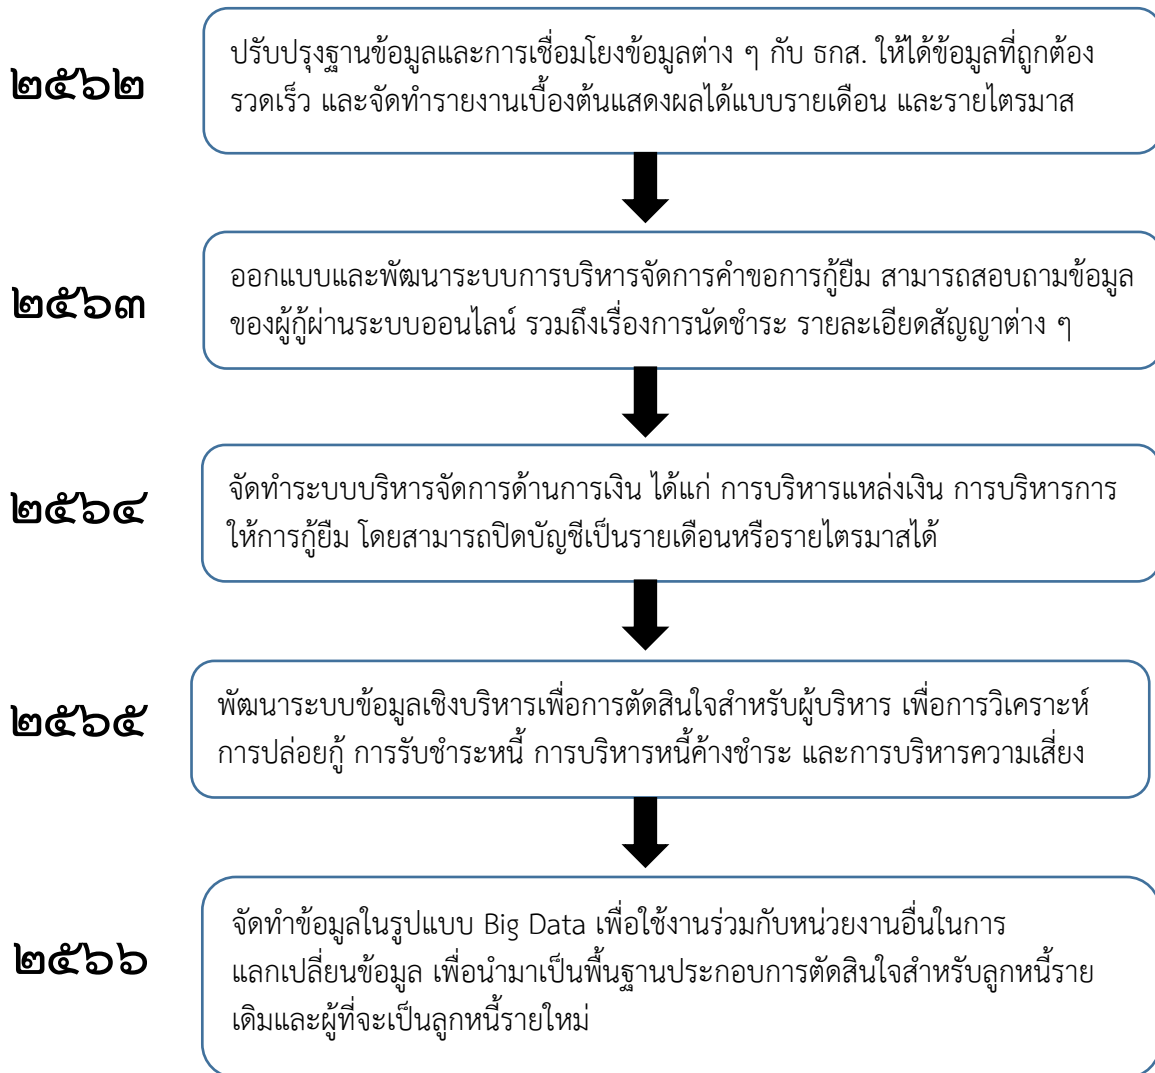 ๒๕๖๒
ปรับปรุงฐานข้อมูลและการเชื่อมโยงข้อมูลต่าง ๆ กับ ธกส. ให้ได้ข้อมูลที่ถูกต้อง
รวดเร็ว และจัดทำรายงานเบื้องต้นแสดงผลได้แบบรายเดือน และรายไตรมาส
๒๕๖๓
ออกแบบและพัฒนาระบบการบริหารจัดการคำขอการกู้ยืม สามารถสอบถามข้อมูล
ของผู้กู้ผ่านระบบออนไลน์ รวมถึงเรื่องการนัดชำระ รายละเอียดสัญญาต่าง ๆ
๒๕๖๔
จัดทำระบบบริหารจัดการด้านการเงิน ได้แก่ การบริหารแหล่งเงิน การบริหารการ
ให้การกู้ยืม โดยสามารถปิดบัญชีเป็นรายเดือนหรือรายไตรมาสได้
๒๕๖๕
พัฒนาระบบข้อมูลเชิงบริหารเพื่อการตัดสินใจสำหรับผู้บริหาร เพื่อการวิเคราะห์
การปล่อยกู้ การรับชำระหนี้ การบริหารหนี้ค้างชำระ และการบริหารความเสี่ยง
๒๕๖๖
จัดทำข้อมูลในรูปแบบ Big Data เพื่อใช้งานร่วมกับหน่วยงานอื่นในการ
แลกเปลี่ยนข้อมูล เพื่อนำมาเป็นพื้นฐานประกอบการตัดสินใจสำหรับลูกหนี้ราย
เดิมและผู้ที่จะเป็นลูกหนี้รายใหม่